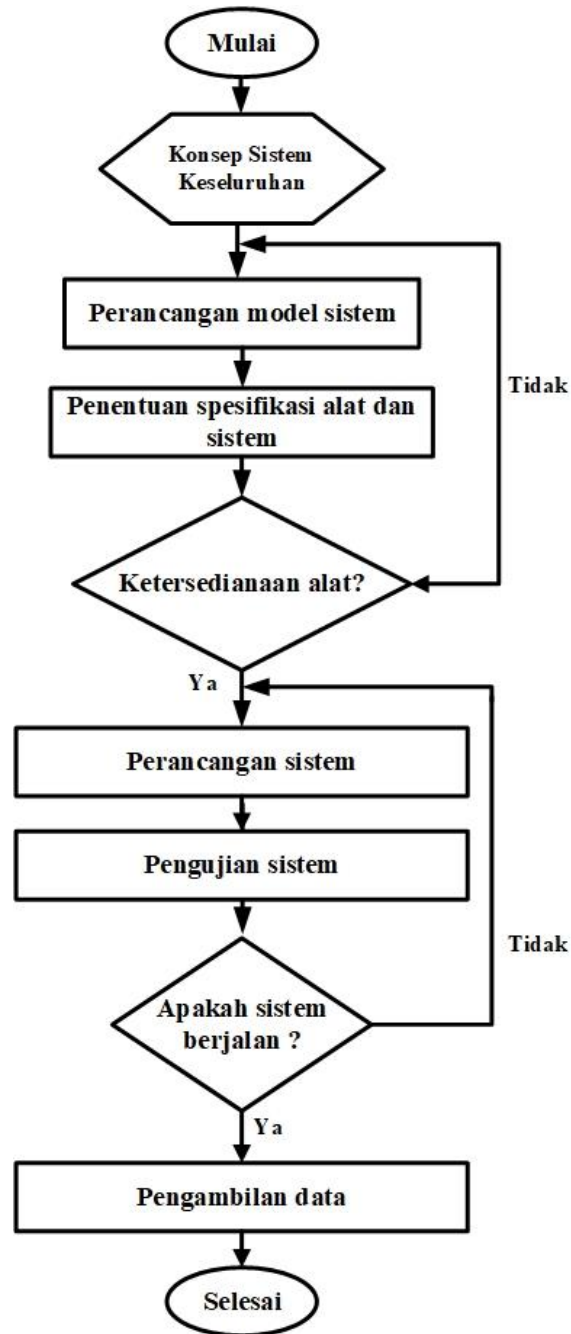 Mulai
Konsep Sistem
Keseluruhan
Perancangan model sistem
Tidak
Penentuan spesifikasi alat dan
sistem
Ketersedianaan alat?
Ya
Perancangan sistem
Pengujian sistem
Tidak
Apakah sistem
berjalan ?
Ya
Pengambilan data
Selesai